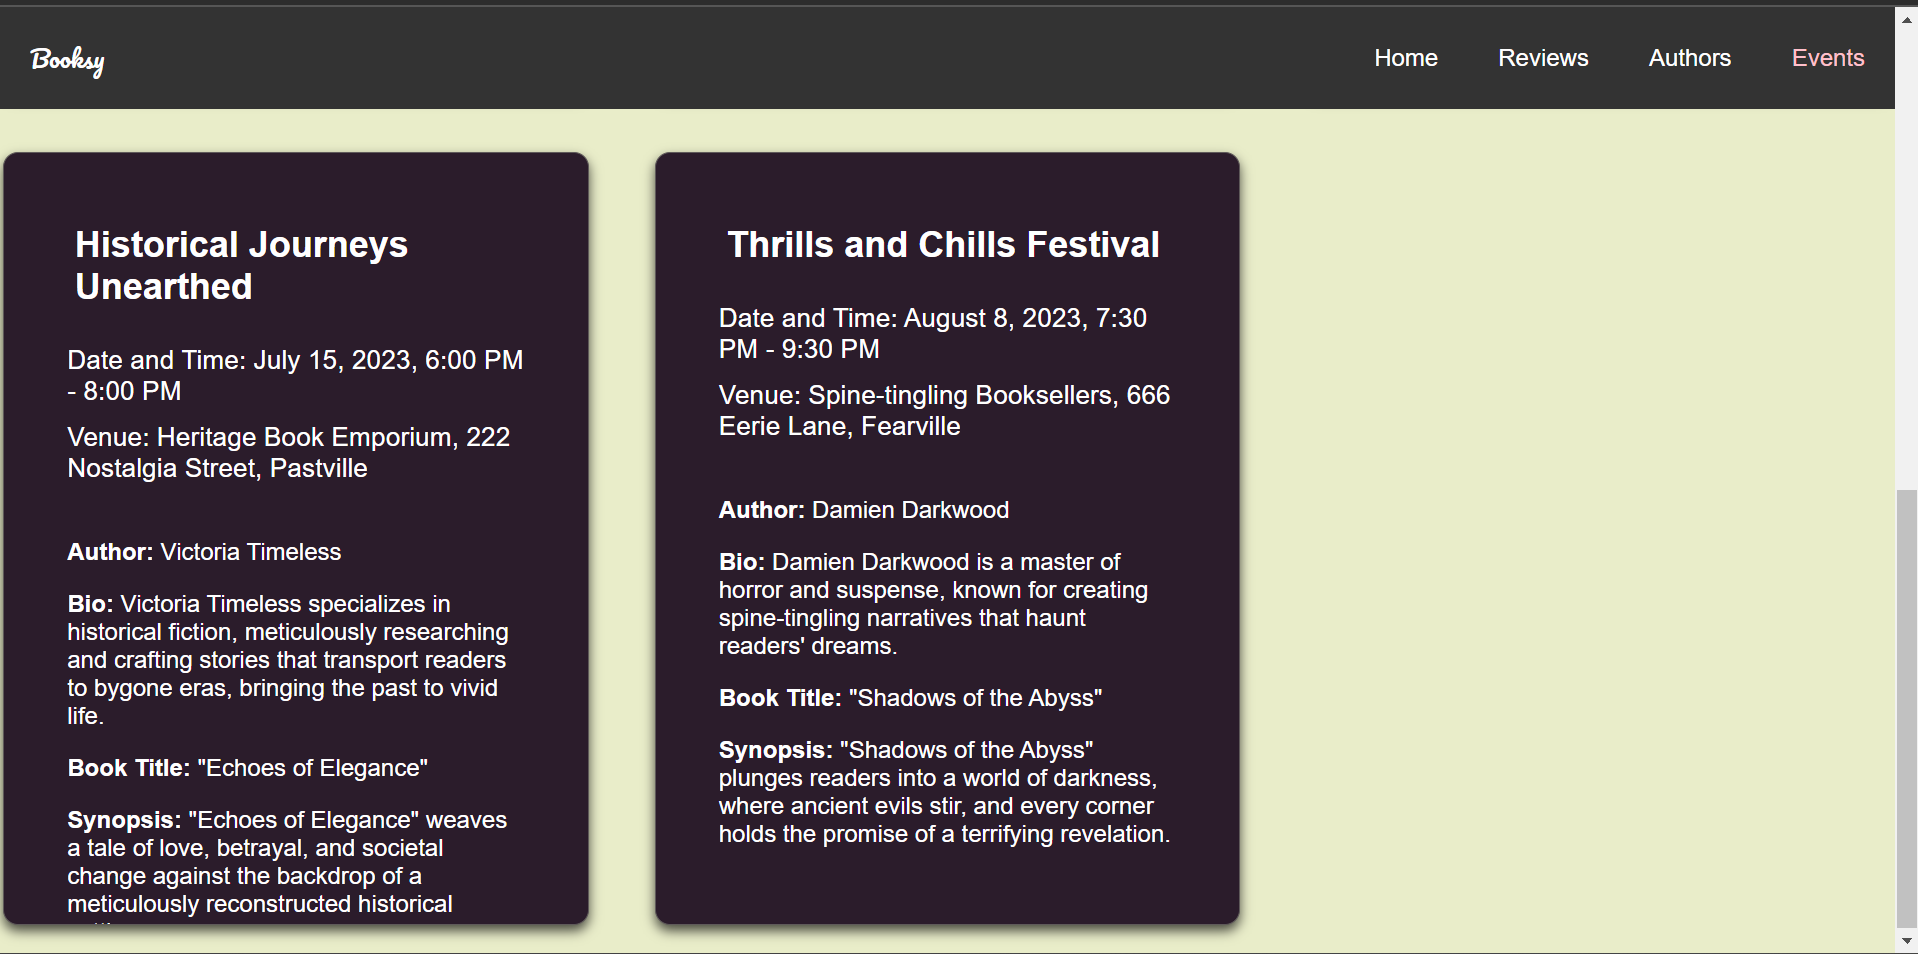 Booksy
Home
Reviews
Authors
Events
Historical Journeys
Unearthed
Date and Time: July 15, 2023, 6:00 PM
- 8:00 PM
Venue: Heritage Book Emporium, 222
Nostalgia Street, Pastville
Author: Victoria Timeless
Bio: Victoria Timeless specializes in
historical fiction, meticulously researching
and crafting stories that transport readers
to bygone eras, bringing the past to vivid
life.
Book Title: "Echoes of Elegance"
Synopsis: "Echoes of Elegance" weaves
a tale of love, betrayal, and societal
change against the backdrop of a
meticulously reconstructed historical
Thrills and Chills Festival
Date and Time: August 8, 2023, 7:30
PM - 9:30 PM
Venue: Spine-tingling Booksellers, 666
Eerie Lane, Fearville
Author: Damien Darkwood
Bio: Damien Darkwood is a master of
horror and suspense, known for creating
spine-tingling narratives that haunt
readers' dreams.
Book Title: "Shadows of the Abyss"
Synopsis: "Shadows of the Abyss"
plunges readers into a world of darkness,
where ancient evils stir, and every corner
holds the promise of a terrifying revelation.